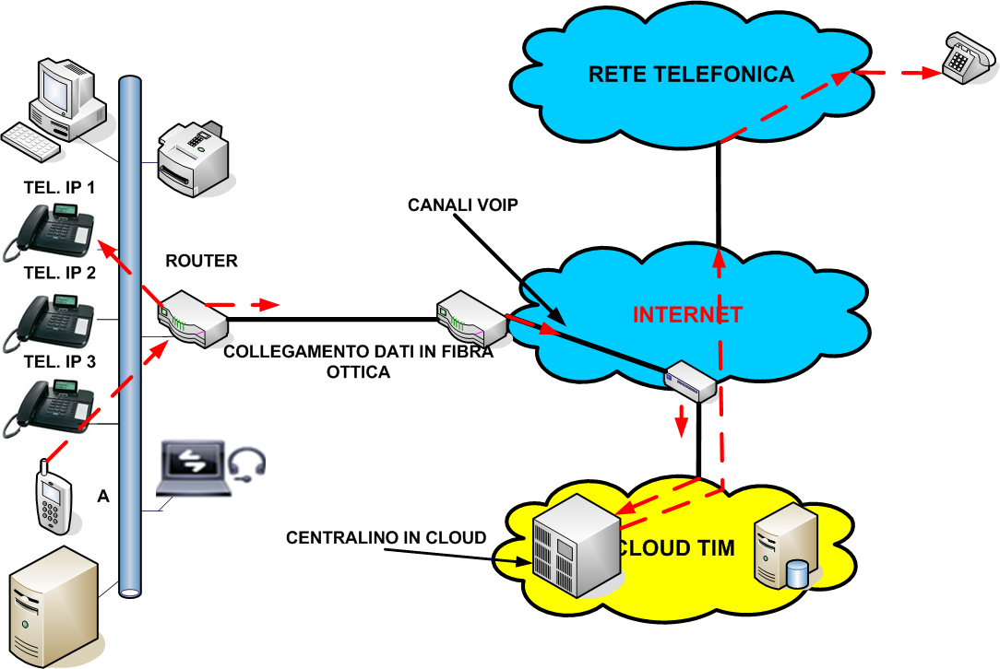 RETE TELEFONICA
TEL. IP 1
CANALI VOIP
ROUTER
TEL. IP 2
INTERNET
COLLEGAMENTO DATI IN FIBRA
OTTICA
TEL. IP 3
A
CENTRALINO IN CLOUD
CLOUD TIM